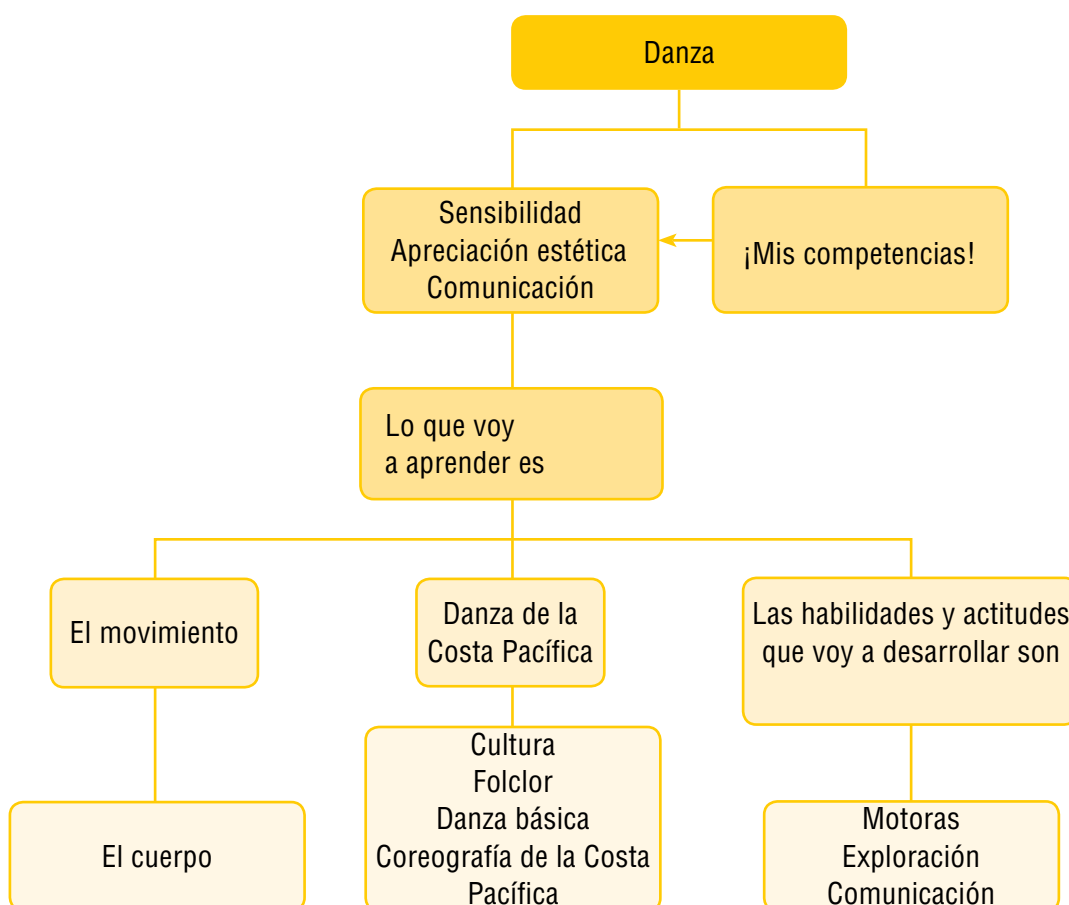 Danza
Sensibilidad
Apreciación estética
Comunicación
¡Mis competencias!
Lo que voy
a aprender es
El movimiento
Danza de la
Costa Pacífica
Las habilidades y actitudes
que voy a desarrollar son
El cuerpo
Cultura
Folclor
Danza básica
Coreografía de la Costa
Pacífica
Motoras
Exploración
Comunicación